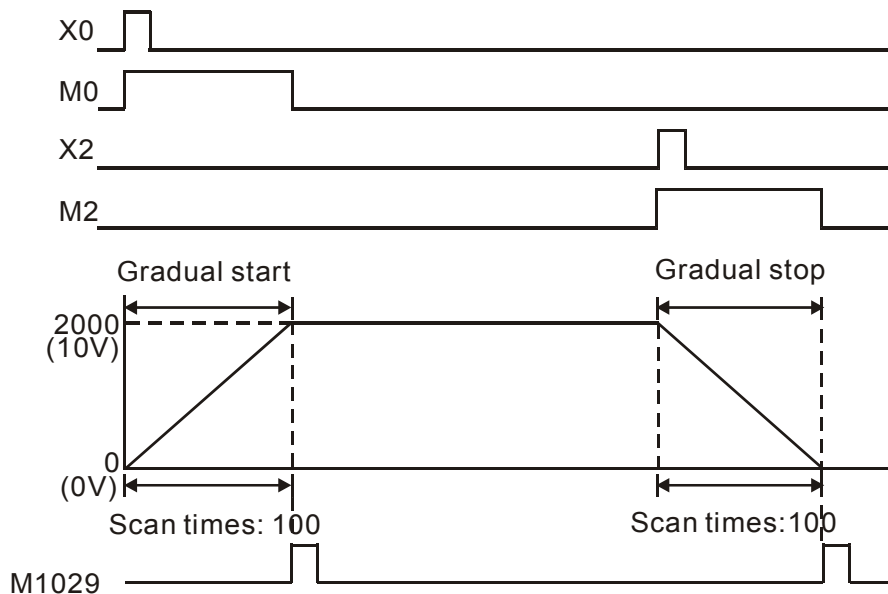 X0
M0
X2
M2
Gradual start
Gradual stop
2000
(10V)
0
(0V)
Scan times: 100
Scan times:100
M1029